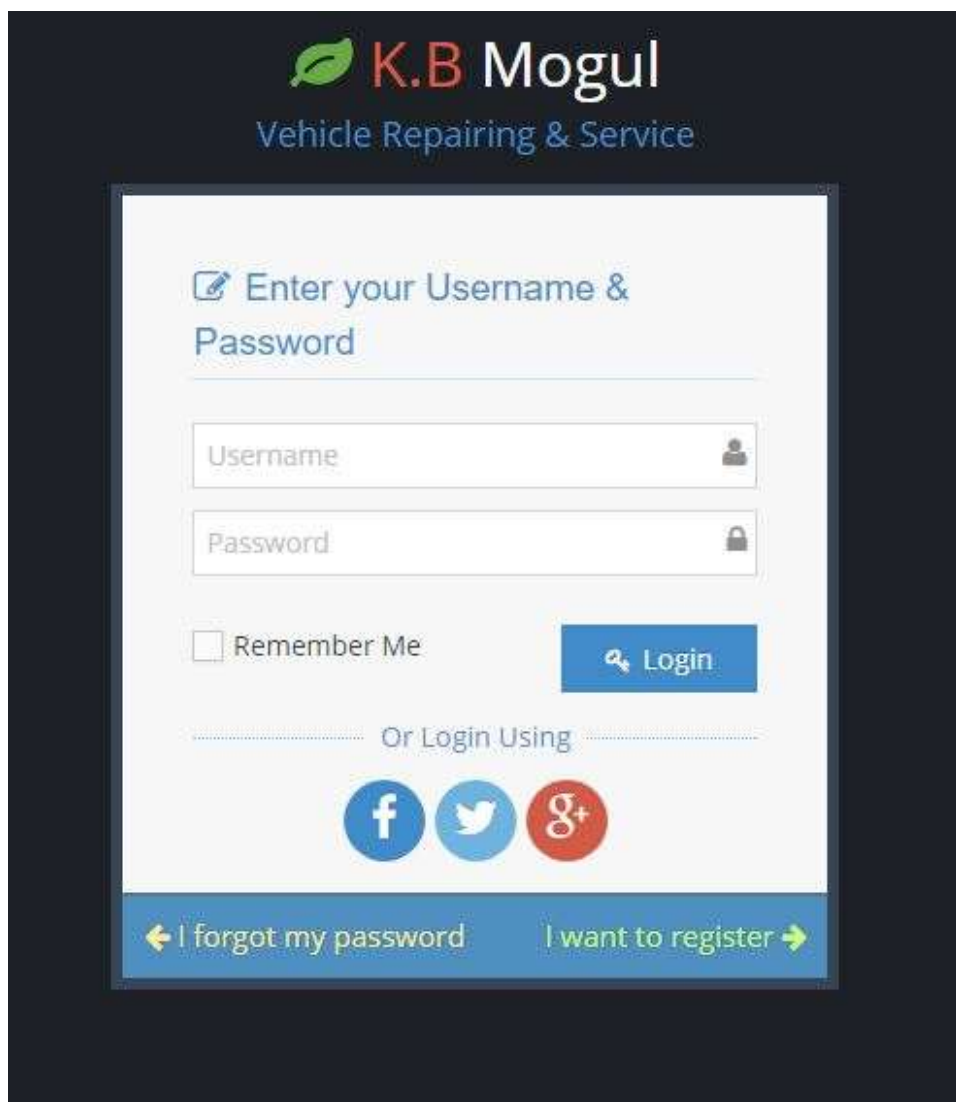 K.B Mogul
Vehicle Repairing & Service
Enter your Username &
Password
Username
Password
Remember Me
Login
Or Login Using
f
g+
I forgot my password
I want to register